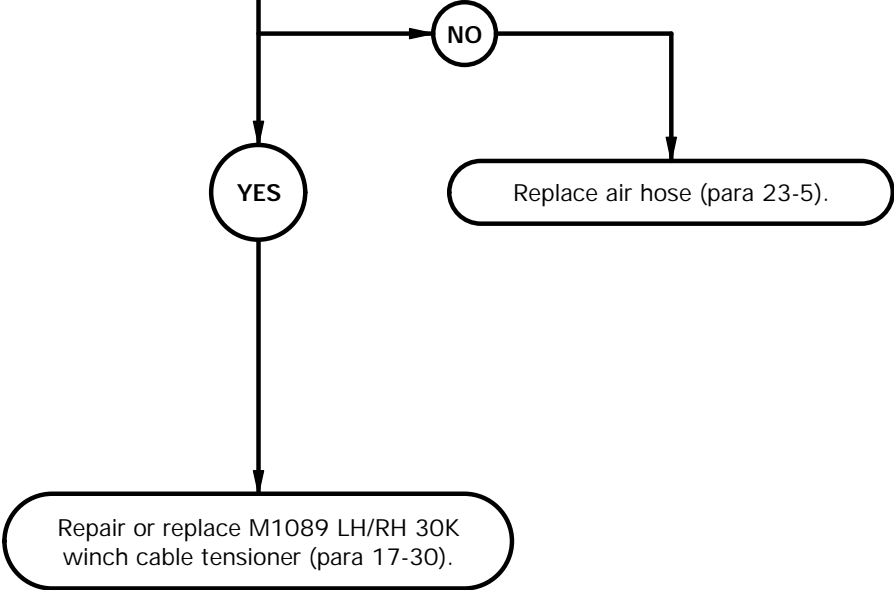 NO
YES
Replace air hose (para 23-5).
Repair or replace M1089 LH/RH 30K
winch cable tensioner (para 17-30).